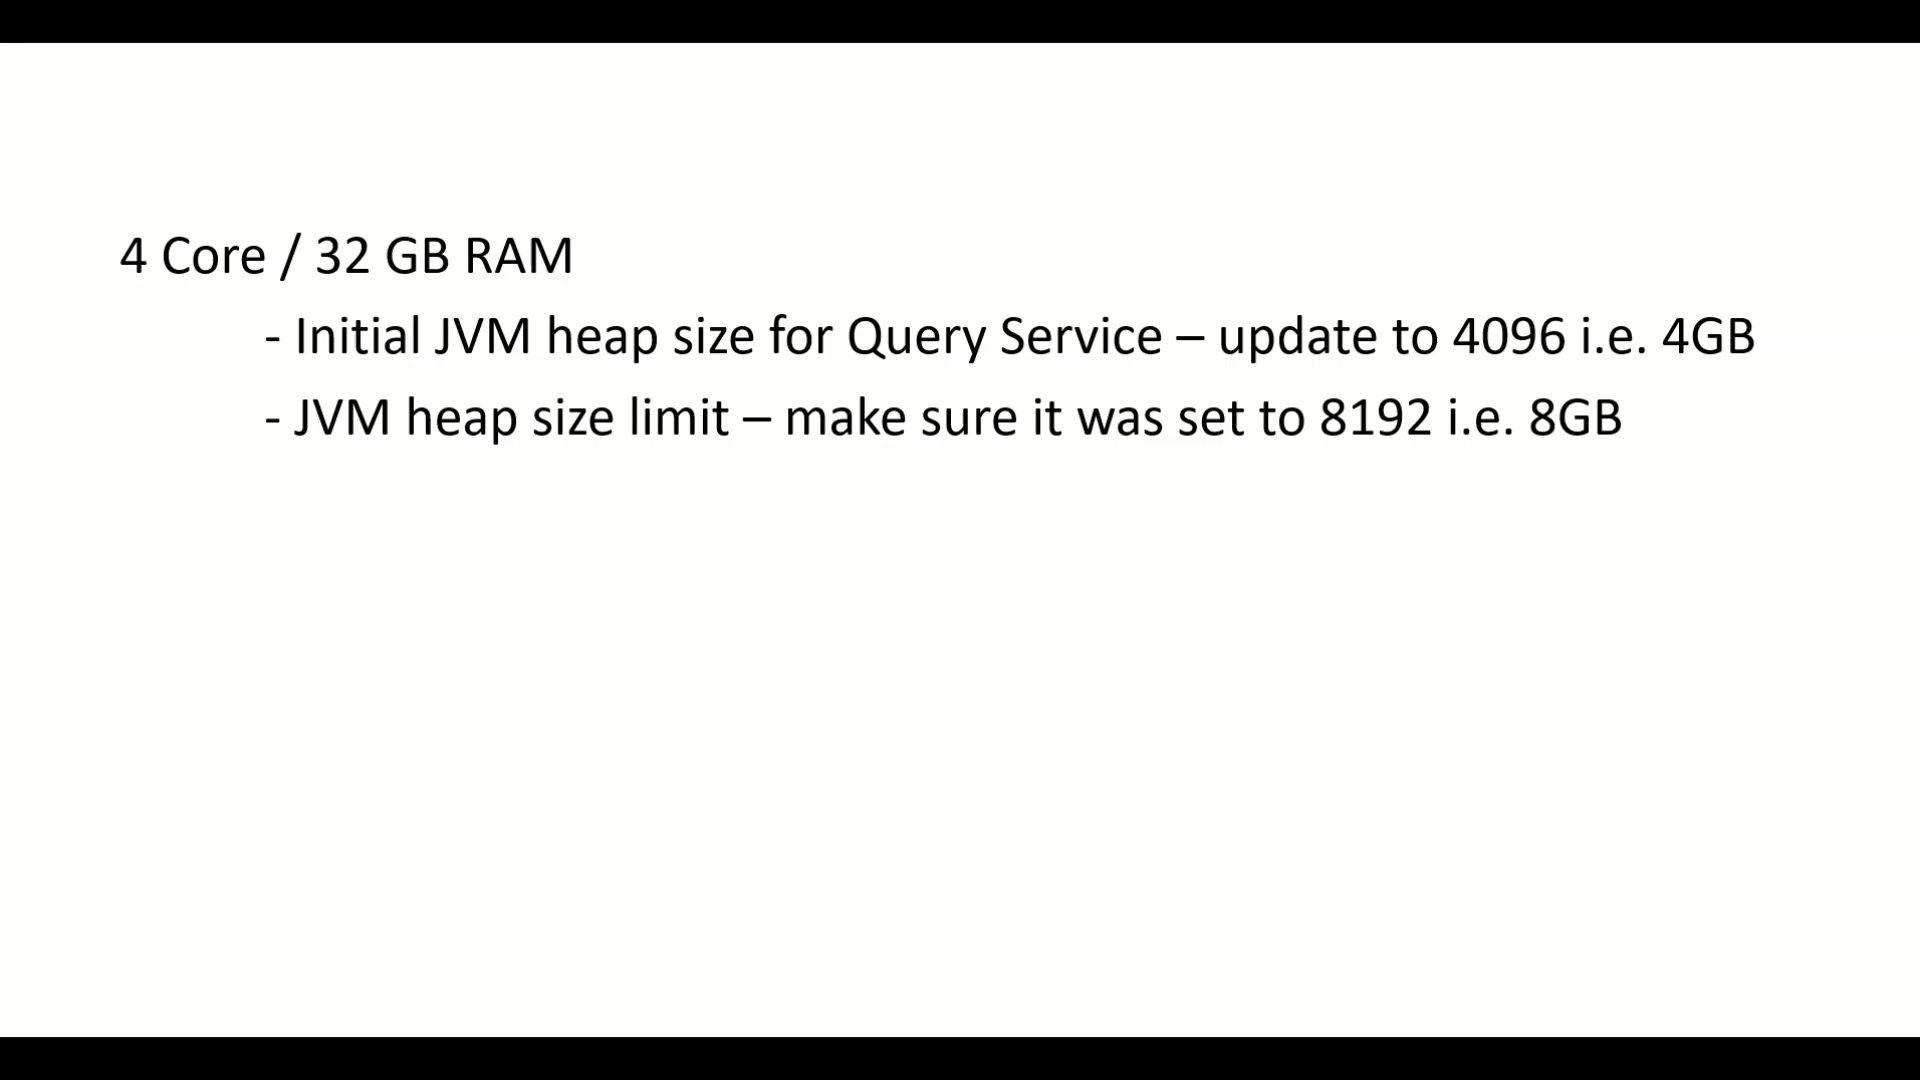 4 Core / 32 GB RAM
- Initial JVM heap size for Query Service – update to 4096 i.e. 4GB
- JVM heap size limit – make sure it was set to 8192 i.e. 8GB